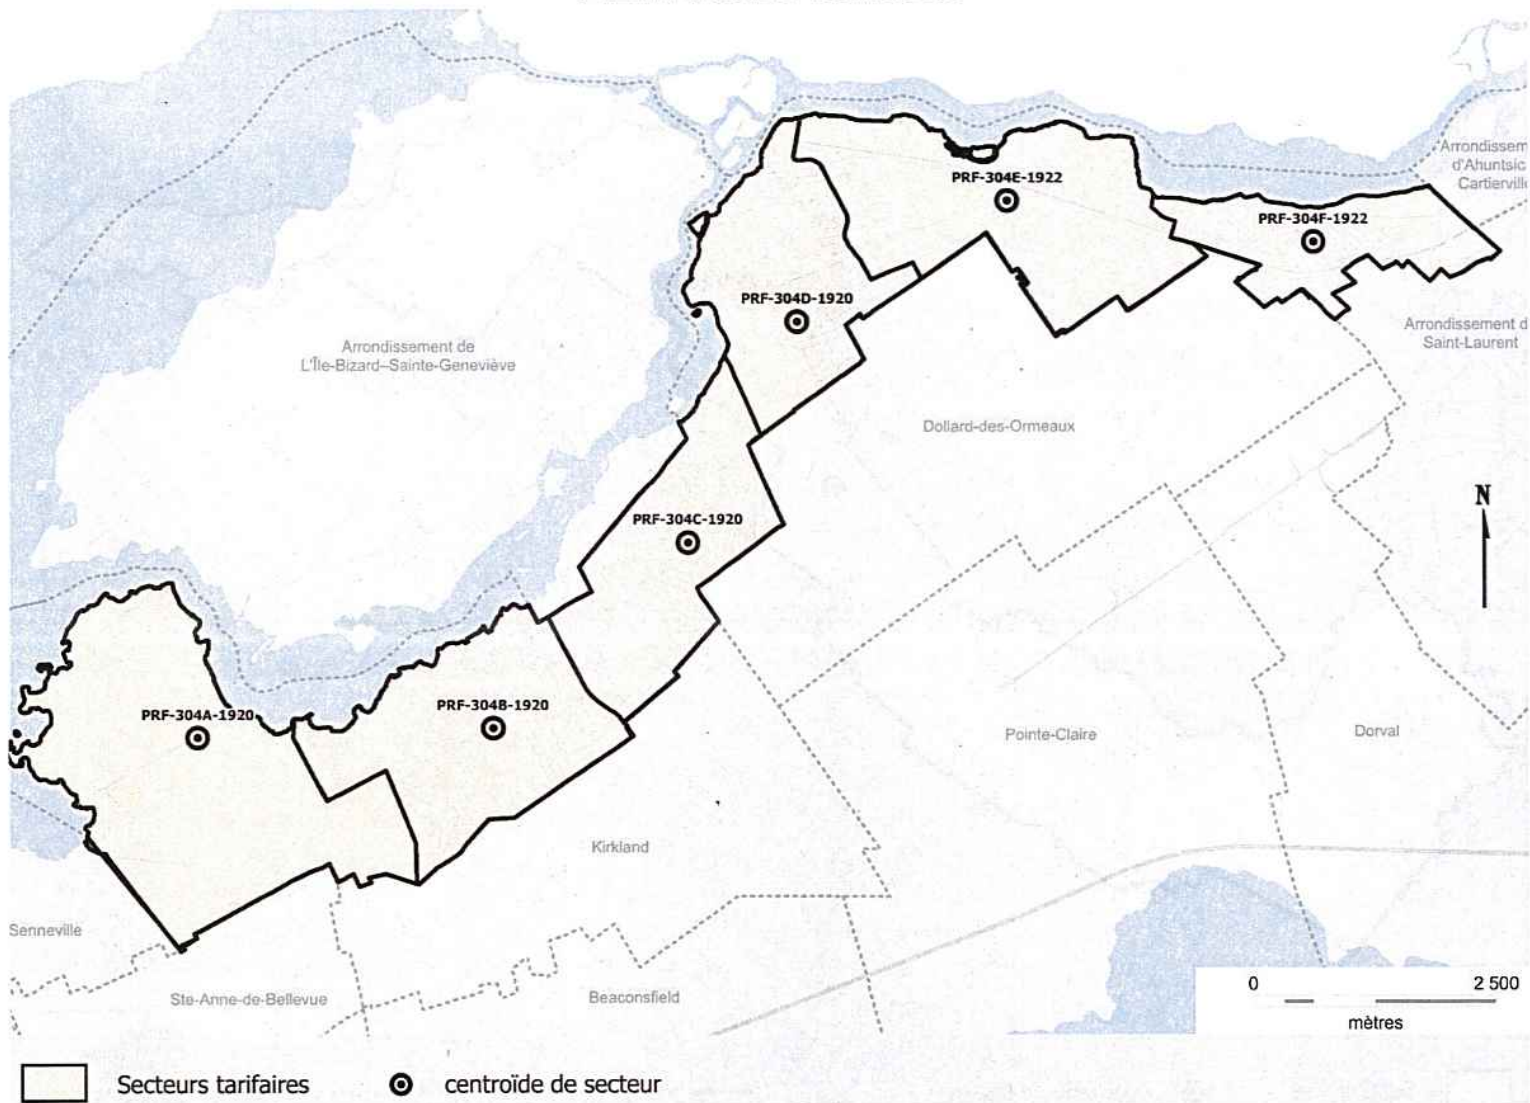 Arrondissem
d'Ahuntsic
Cartierville
PRF-304E-1922
PRF-304F-1922
PRF-304D-1920
Arrondissement d
Saint-Laurent
Arrondissement de
L'Île-Bizard--Sainte-Geneviève
Dollard-des-Ormeaux
N
PRF-304C-1920
PRF-304A-1920
PRF-304B-1920
Pointe-Claire
Dorval
Kirkland
Senneville
Ste-Anne-de-Bellevue
Beaconsfield
0 2 500
mètres
Secteurs tarifaires
centroïde de secteur